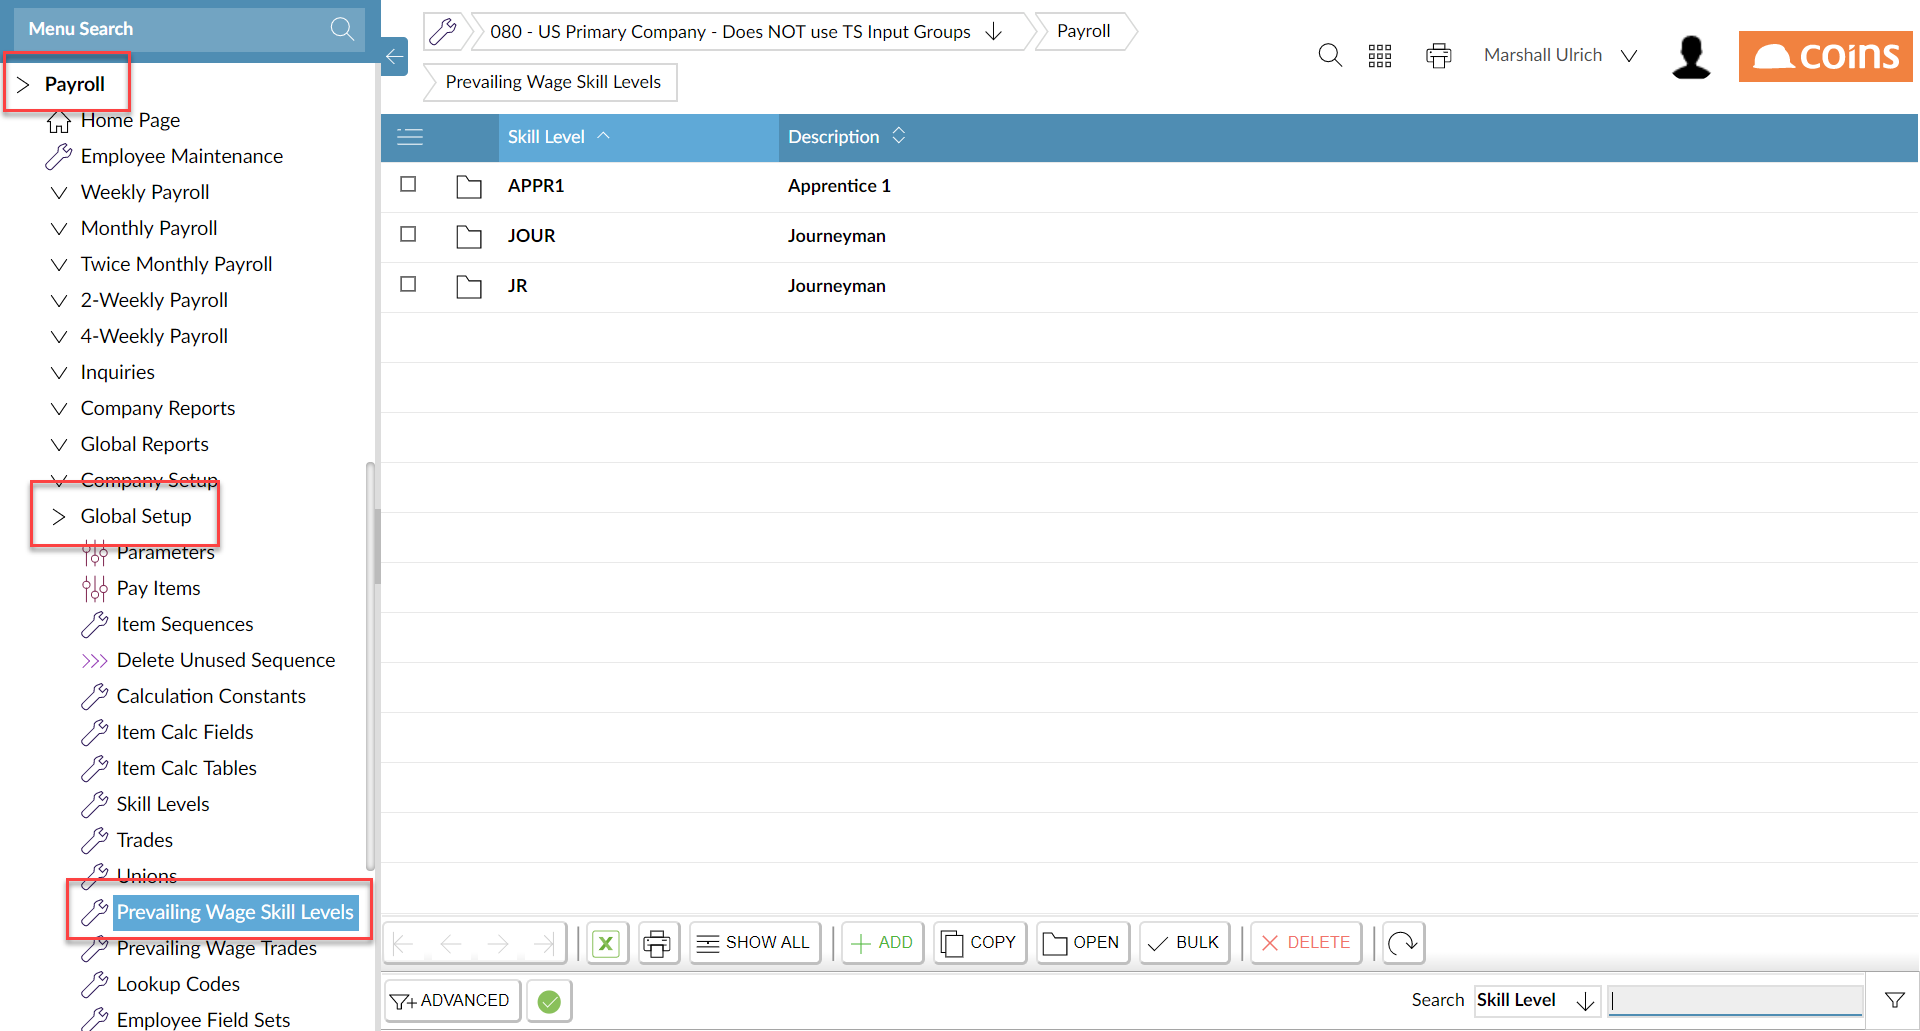 Menu Search
Payroll
Home Page
Employee Maintenance
Weekly Payroll
Monthly Payroll
Twice Monthly Payroll
2-Weekly Payroll
4-Weekly Payroll
Inquiries
Company Reports
Global Reports
Company Setup
Global Setup
Parameters
Pay Items
Item Sequences
Delete Unused Sequence
Calculation Constants
Item Calc Fields
Item Calc Tables
Skill Levels
Trades
Unions
Prevailing Wage Skill Levels
Prevailing Wage Trades
Lookup Codes
Employee Field Sets
080 - US Primary Company - Does NOT use TS Input Groups
Payroll
Prevailing Wage Skill Levels
Marshall Ulrich
coins
Skill Level Description
APPR1 Apprentice 1
JOUR Journeyman
JR Journeyman
SHOW ALL ADD COPY OPEN BULK DELETE
ADVANCED Search Skill Level